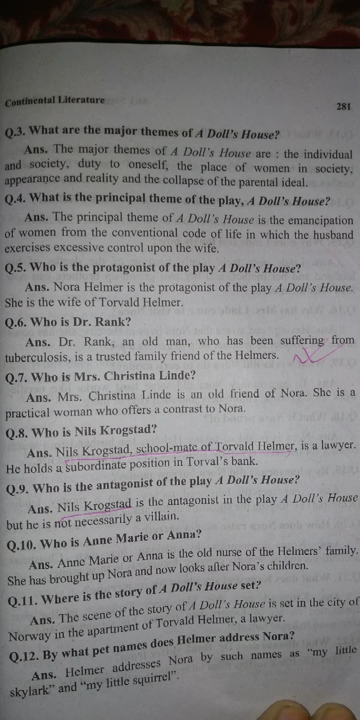 Continental Literature
281
Q.3. What are the major themes of A Doll's House?
Ans. The major themes of A Doll's House are : the individual
and society, duty to oneself, the place of women in society,
appearance and reality and the collapse of the parental ideal.
Q.4. What is the principal theme of the play, A Doll's House?
Ans. The principal theme of A Doll's House is the emancipation
of women from the conventional code of life in which the husband
exercises excessive control upon the wife.
Q.5. Who is the protagonist of the play A Doll's House?
Ans. Nora Helmer is the protagonist of the play A Doll's House.
She is the wife of Torvald Helmer.
Q.6. Who is Dr. Rank?
Ans. Dr. Rank, an old man, who has been suffering from
tuberculosis, is a trusted family friend of the Helmers.
Q.7. Who is Mrs. Christina Linde?
Ans. Mrs. Christina Linde is an old friend of Nora. She is a
practical woman who offers a contrast to Nora.
Q.8. Who is Nils Krogstad?
Ans. Nils Krogstad, school-mate of Torvald Helmer, is a lawyer.
He holds a subordinate position in Torval's bank.
Q.9. Who is the antagonist of the play A Doll's House?
Ans. Nils Krogstad is the antagonist in the play A Doll's House
but he is not necessarily a villain.
Q.10. Who is Anne Marie or Anna?
Ans. Anne Marie or Anna is the old nurse of the Helmers' family.
She has brought up Nora and now looks after Nora's children.
Q.11. Where is the story of A Doll's House set?
Ans. The scene of the story of A Doll's House is set in the city of
Norway in the apartment of Torvald Helmer, a lawyer.
Q.12. By what pet names does Helmer address Nora?
Ans. Helmer addresses Nora by such names as "my little
skylark" and "my little squirrel".